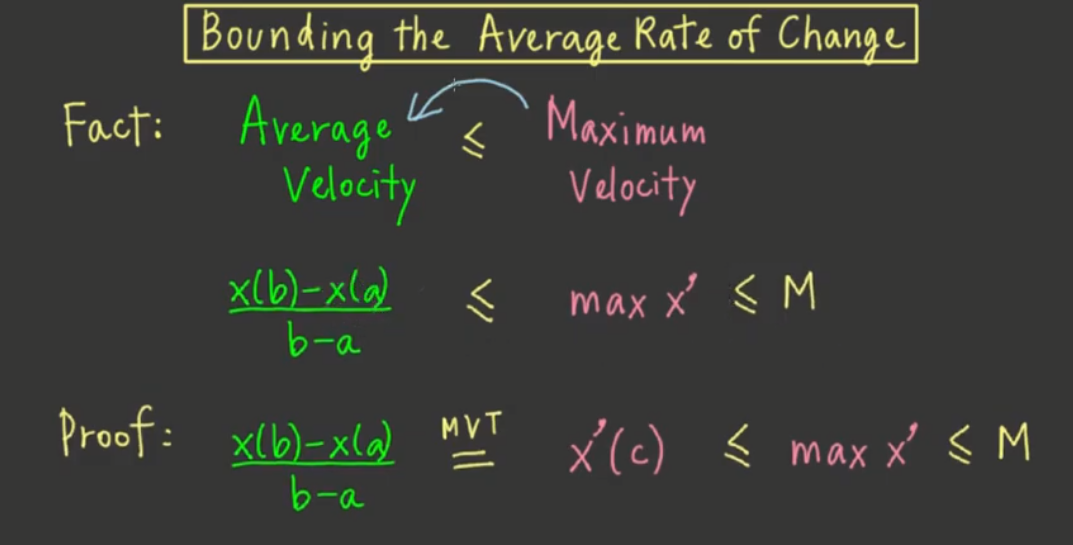 Bounding the Average Rate of Change
Fact: Average ≤ Maximum
Velocity Velocity
x(b)-x(a)/b-a ≤ max x' ≤ M
Proof: x(b)-x(a)/b-a MVT = x'(c) ≤ max x' ≤ M